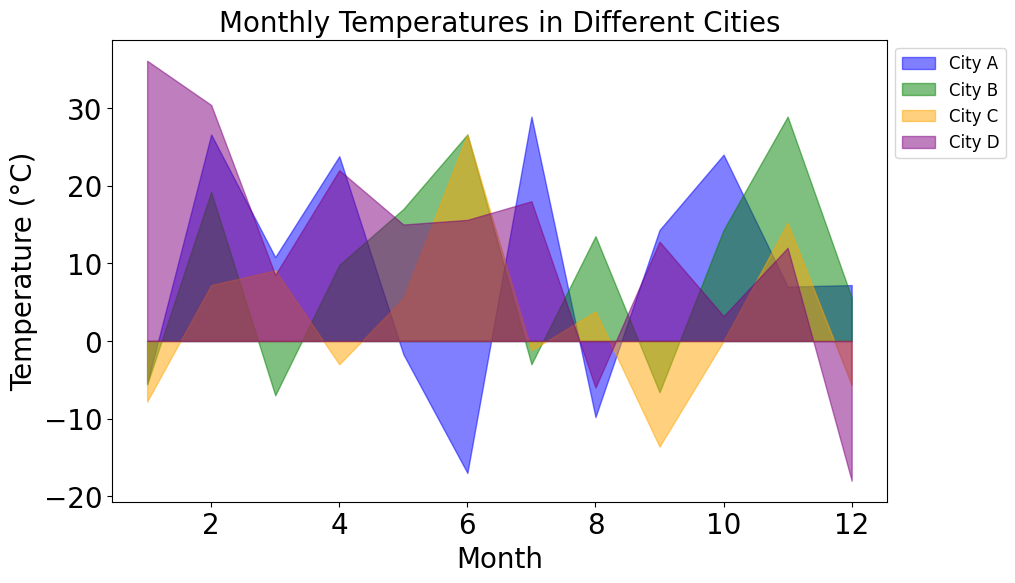 Monthly Temperatures in Different Cities
Temperature (°C)
30
20
10
0
−10
−20
2 4 6 8 10 12
Month
City A
City B
City C
City D